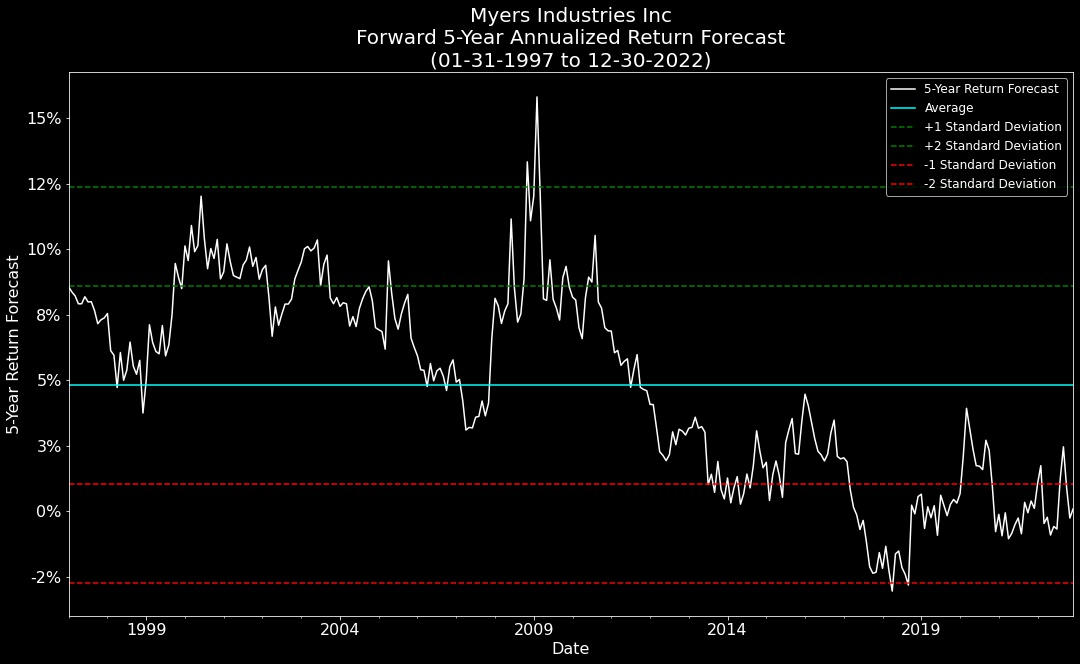 Myers Industries Inc
Forward 5-Year Annualized Return Forecast
(01-31-1997 to 12-30-2022)
5-Year Return Forecast
Average
+1 Standard Deviation
+2 Standard Deviation
-1 Standard Deviation
-2 Standard Deviation
5-Year Return Forecast
15%
12%
10%
8%
5%
3%
0%
-2%
1999
2004
2009
2014
2019
Date